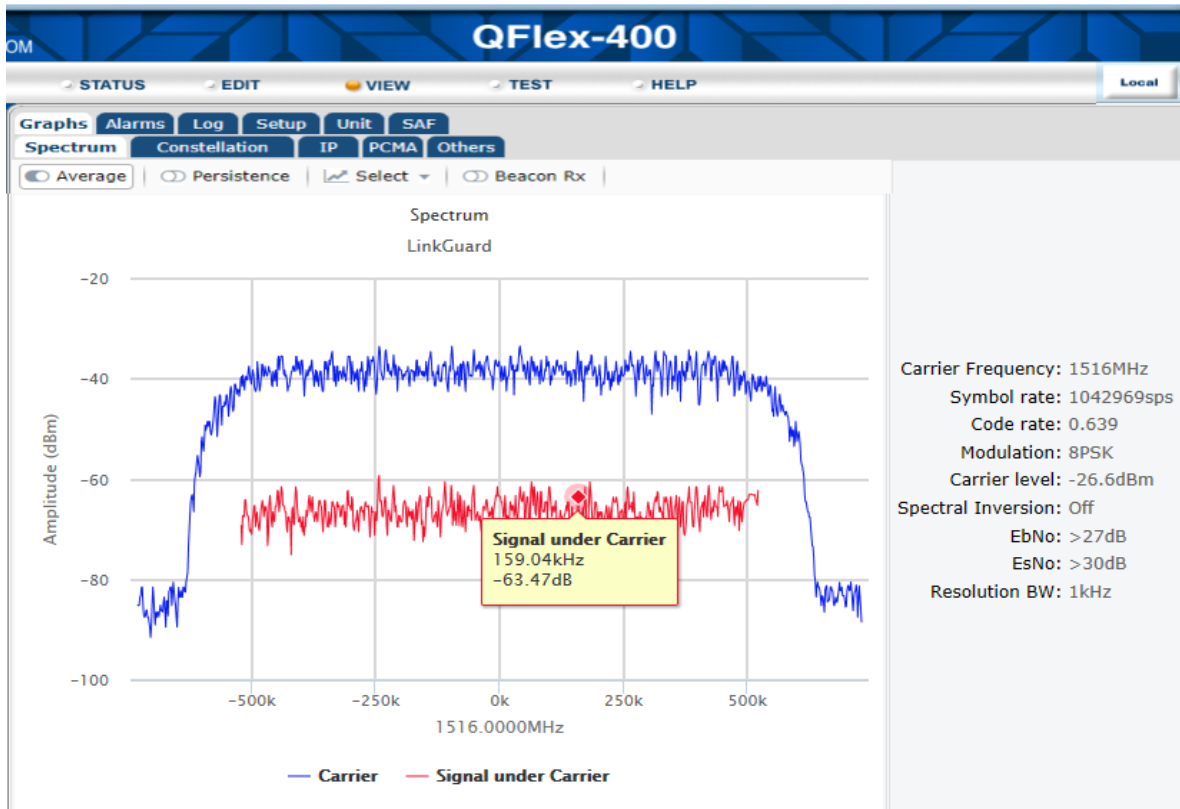 OM
QFlex-400
STATUS EDIT VIEW TEST HELP Local
Graphs Alarms Log Setup Unit SAF
Spectrum Constellation IP PCMA Others
Average Persistence Select Beacon Rx
Spectrum
LinkGuard
Amplitude (dBm)
-20
-40
-60
-80
-100
Signal under Carrier
159.04kHz
-63.47dB
-500k -250k 0k 250k 500k
1516.0000MHz
Carrier Signal under Carrier
Carrier Frequency: 1516MHz
Symbol rate: 1042969sps
Code rate: 0.639
Modulation: 8PSK
Carrier level: -26.6dBm
Spectral Inversion: Off
EbNo: >27dB
EsNo: >30dB
Resolution BW: 1kHz